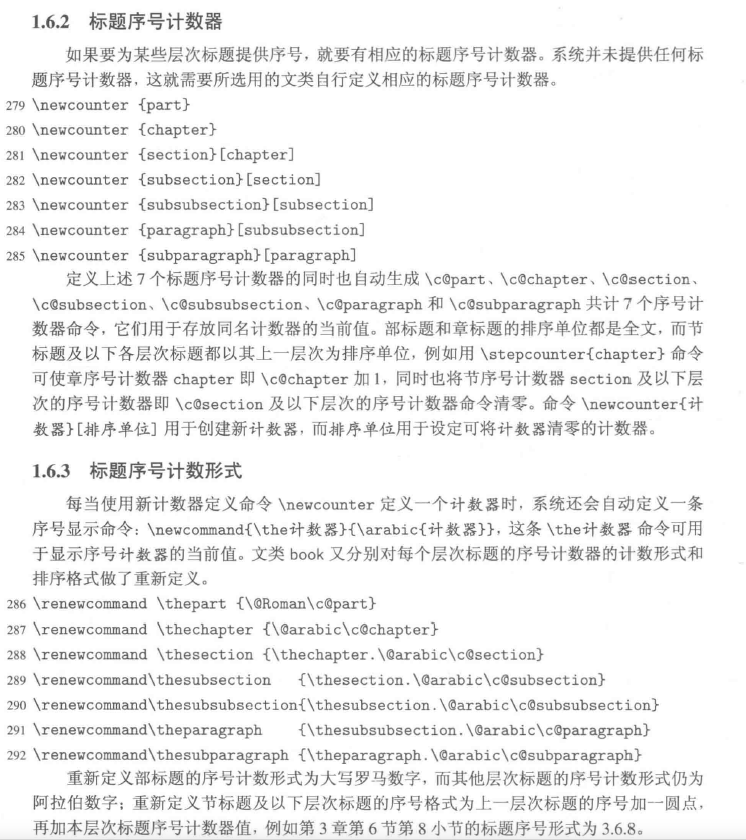 1.6.2 标题序号计数器
如果要为某些层次标题提供序号，就要有相应的标题序号计数器。系统并未提供任何标
题序号计数器，这就需要所选用的文类自行定义相应的标题序号计数器。
279 \newcounter {part}
280 \newcounter {chapter}
281 \newcounter {section}[chapter]
282 \newcounter {subsection}[section]
283 \newcounter {subsubsection}[subsection]
284 \newcounter {paragraph}[subsubsection]
285 \newcounter {subparagraph}[paragraph]
定义上述 7 个标题序号计数器的同时也自动生成 \c@part、\c@chapter、\c@section、
\c@subsection、\c@subsubsection、\c@paragraph 和 \c@subparagraph 共计 7 个序号计
数器命令，它们用于存放同名计数器的当前值。部标题和章标题的排序单位都是全文，而节
标题及以下各层次标题都以其上一层次为排序单位，例如用 \stepcounter{chapter} 命令
可使章序号计数器 chapter 即 \c@chapter 加 1，同时也将节序号计数器 section 及以下层
次的序号计数器即 \c@section 及以下层次的序号计数器命令清零。命令 \newcounter{计
数器}[排序单位] 用于创建新计数器，而排序单位用于设定可将计数器清零的计数器。
1.6.3 标题序号计数形式
每当使用新计数器定义命令 \newcounter 定义一个计数器时，系统还会自动定义一条
序号显示命令：\newcommand{\the计数器}{\arabic{计数器}}，这条 \the计数器 命令可用
于显示序号计数器的当前值。文类 book 又分别对每个层次标题的序号计数器的计数形式和
排序格式做了重新定义。
286 \renewcommand \thepart {\@Roman\c@part}
287 \renewcommand \thechapter {\@arabic\c@chapter}
288 \renewcommand \thesection {\thechapter.\@arabic\c@section}
289 \renewcommand\thesubsection {\thesection.\@arabic\c@subsection}
290 \renewcommand\thesubsubsection{\thesubsection.\@arabic\c@subsubsection}
291 \renewcommand\theparagraph {\thesubsubsection.\@arabic\c@paragraph}
292 \renewcommand\thesubparagraph {\theparagraph.\@arabic\c@subparagraph}
重新定义部标题的序号计数形式为大写罗马数字，而其他层次标题的序号计数形式仍为
阿拉伯数字；重新定义节标题及以下层次标题的序号格式为上一层次标题的序号加一圆点，
再加本层次标题序号计数器值，例如第 3 章第 6 节第 8 小节的标题序号形式为 3.6.8。